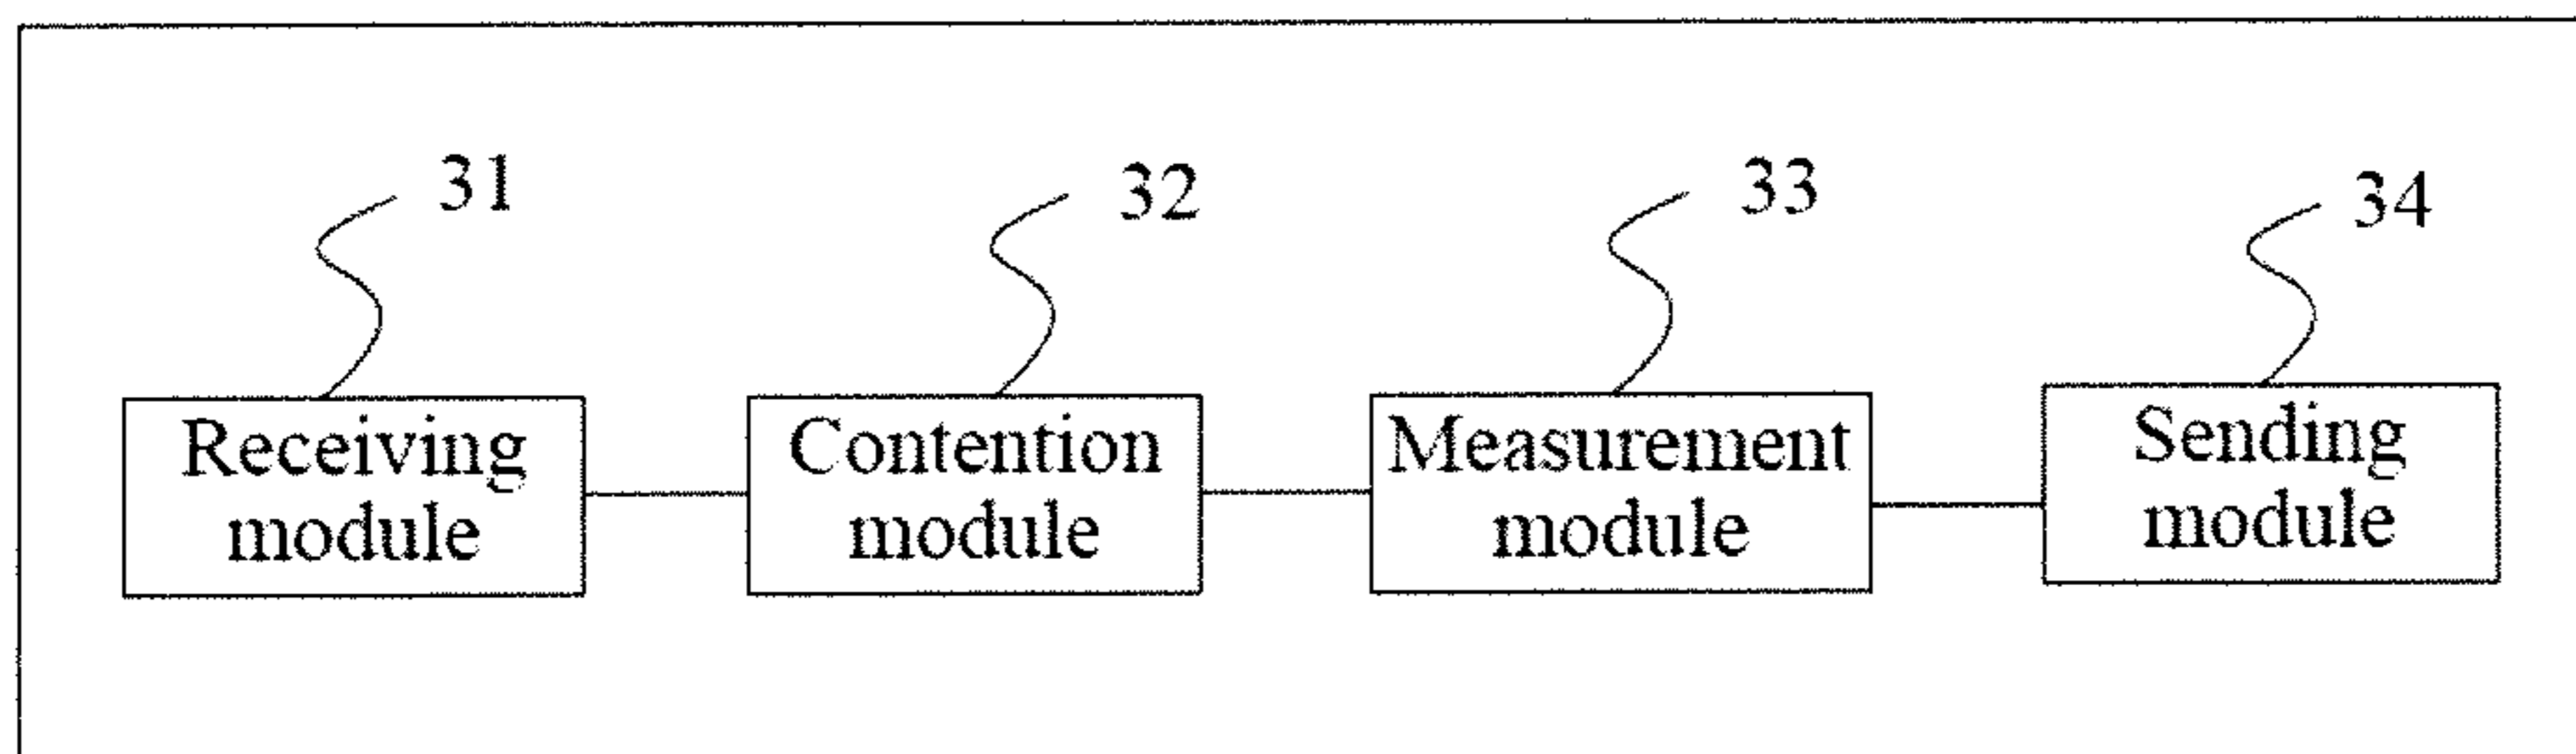 31
32
33
34
Receiving
module
Contention
module
Measurement
module
Sending
module